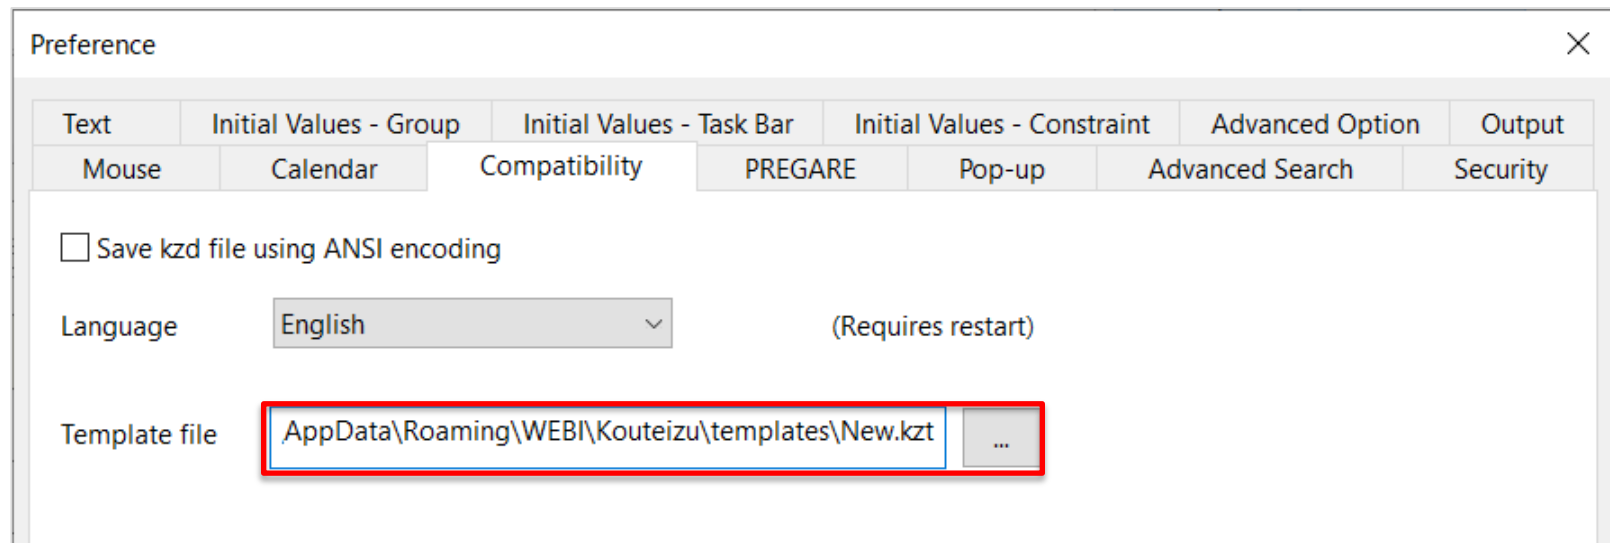 Preference
Text Initial Values - Group Initial Values - Task Bar Initial Values - Constraint Advanced Option Output
Mouse Calendar Compatibility PREGARE Pop-up Advanced Search Security
Save kzd file using ANSI encoding
Language English (Requires restart)
Template file AppData\Roaming\WEBI\Kouteizu\templates\New.kzt ...